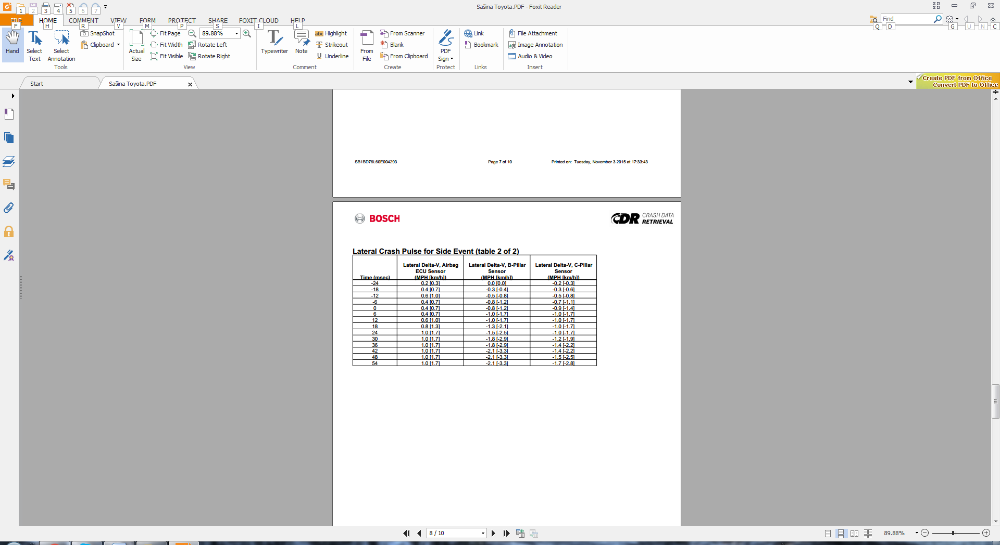 Sašina Toyota.PDF - Foxit Reader
1 2 3 4 5 6 7
FILE HOME COMMENT VIEW FORM PROTECT SHARE FOXIT CLOUD HELP
Find
F H R V M P S I L Q D G U N C
Hand
Select Text
Select Annotation
SnapShot
Clipboard
Tools
Actual Size
Fit Page
Fit Width
Fit Visible
89.88%
Rotate Left
Rotate Right
View
Typewriter
Note
Highlight
Strikeout
Underline
Comment
From File
From Scanner
Blank
From Clipboard
Create
PDF Sign
Protect
Link
Bookmark
Links
File Attachment
Image Annotation
Audio & Video
Insert
Start
Sašina Toyota.PDF
Create PDF from Office
Convert PDF to Office
SB1BD76L60E004293 Page 7 of 10 Printed on: Tuesday, November 3 2015 at 17:33:43
BOSCH
CDR CRASH DATA
RETRIEVAL
Lateral Crash Pulse for Side Event (table 2 of 2)
Time (msec) Lateral Delta-V, Airbag ECU Sensor (MPH [km/h]) Lateral Delta-V, B-Pillar Sensor (MPH [km/h]) Lateral Delta-V, C-Pillar Sensor (MPH [km/h])
-24 0.2 [0.3] 0.0 [0.0] -0.2 [-0.3]
-18 0.4 [0.7] -0.3 [-0.4] -0.3 [-0.6]
-12 0.6 [1.0] -0.5 [-0.8] -0.5 [-0.8]
-6 0.4 [0.7] -0.8 [-1.2] -0.7 [-1.1]
0 0.4 [0.7] -0.8 [-1.2] -0.9 [-1.4]
6 0.4 [0.7] -1.0 [-1.7] -1.0 [-1.7]
12 0.6 [1.0] -1.0 [-1.7] -1.0 [-1.7]
18 0.8 [1.3] -1.3 [-2.1] -1.0 [-1.7]
24 1.0 [1.7] -1.5 [-2.5] -1.0 [-1.7]
30 1.0 [1.7] -1.8 [-2.9] -1.2 [-1.9]
36 1.0 [1.7] -1.8 [-2.9] -1.4 [-2.2]
42 1.0 [1.7] -2.1 [-3.3] -1.4 [-2.2]
48 1.0 [1.7] -2.1 [-3.3] -1.5 [-2.5]
54 1.0 [1.7] -2.1 [-3.3] -1.7 [-2.8]
8 / 10
89.88%